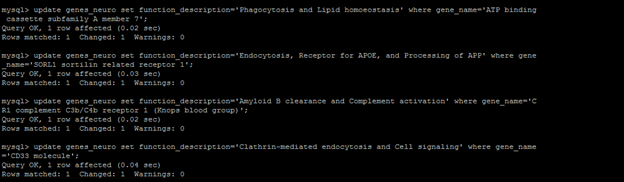 mysql> update genes_neuro set function_description='Phagocytosis and Lipid homoeostasis' where gene_name='ATP binding
 cassette subfamily A member 7';
Query OK, 1 row affected (0.02 sec)
Rows matched: 1  Changed: 1  Warnings: 0
mysql> update genes_neuro set function_description='Endocytosis, Receptor for APOE, and Processing of APP' where gene
_name='SORL1 sortilin related receptor 1';
Query OK, 1 row affected (0.03 sec)
Rows matched: 1  Changed: 1  Warnings: 0
mysql> update genes_neuro set function_description='Amyloid B clearance and Complement activation' where gene_name='C
R1 complement C3b/C4b receptor 1 (Knops blood group)';
Query OK, 1 row affected (0.02 sec)
Rows matched: 1  Changed: 1  Warnings: 0
mysql> update genes_neuro set function_description='Clathrin-mediated endocytosis and Cell signaling' where gene_name
='CD33 molecule';
Query OK, 1 row affected (0.04 sec)
Rows matched: 1  Changed: 1  Warnings: 0